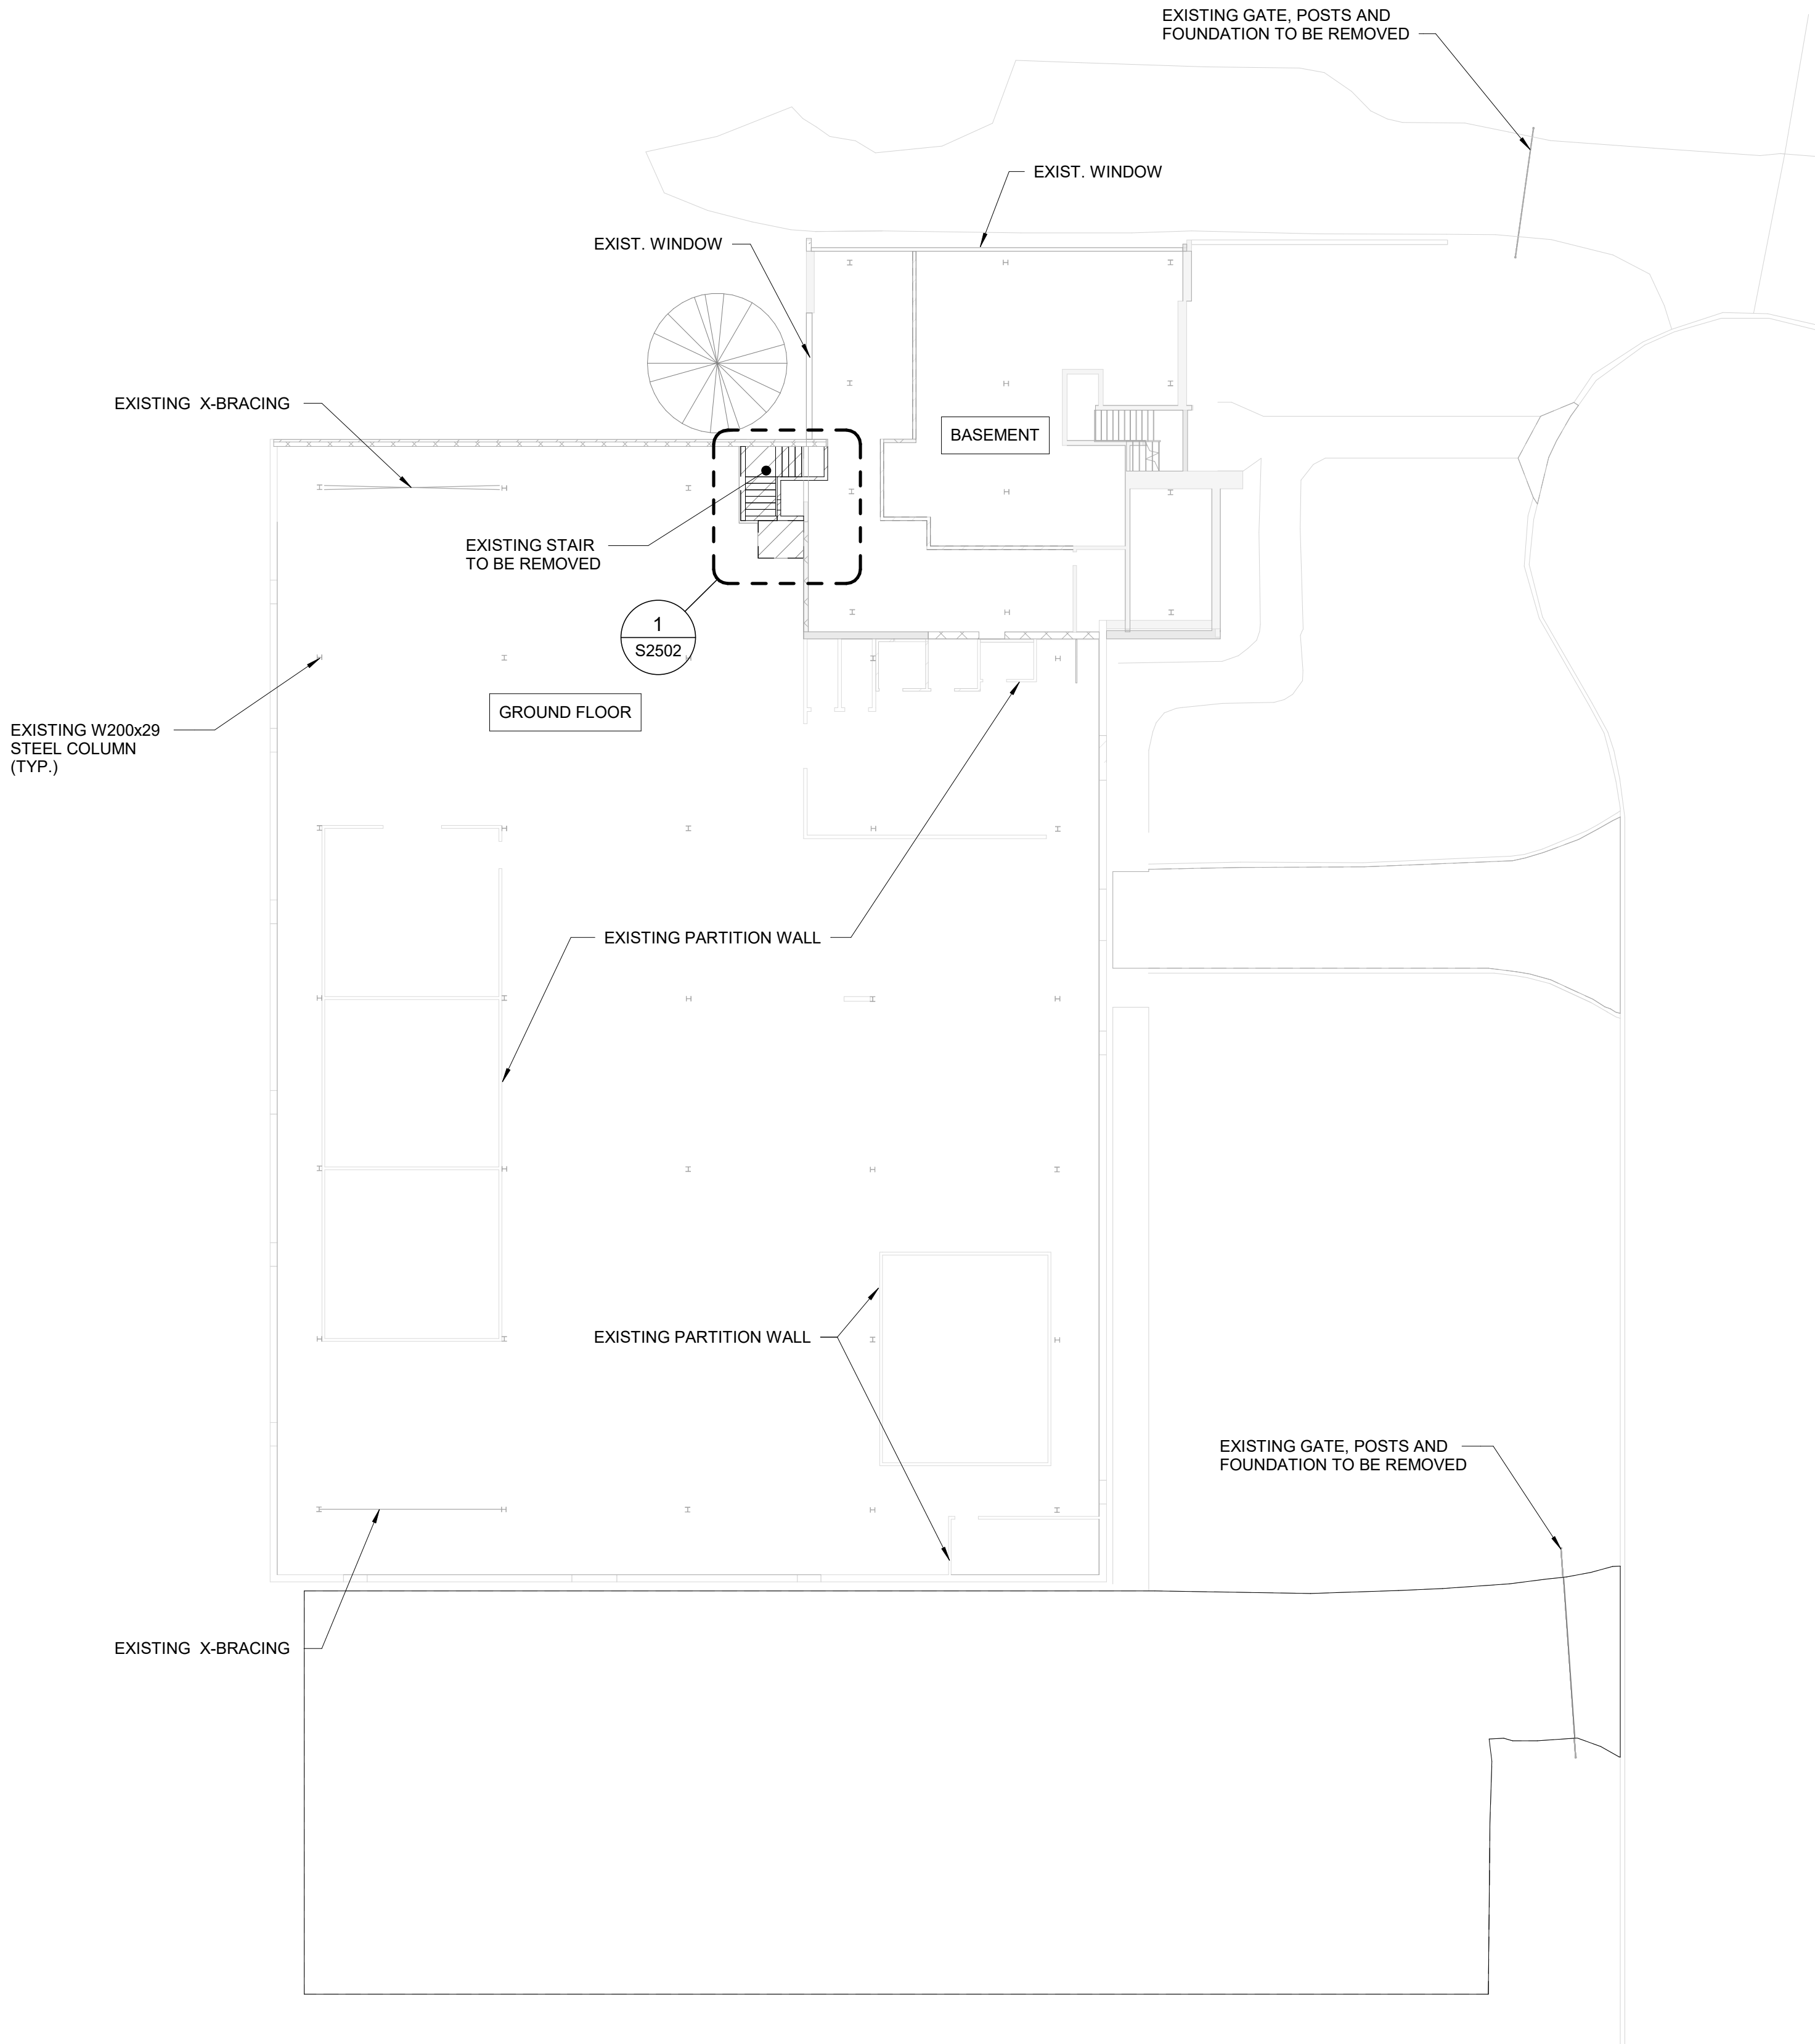 EXISTING GATE, POSTS AND
FOUNDATION TO BE REMOVED
EXIST. WINDOW
EXIST. WINDOW
EXISTING  X-BRACING
BASEMENT
EXISTING STAIR
TO BE REMOVED
1
S2502
GROUND FLOOR
EXISTING W200x29
STEEL COLUMN
(TYP.)
EXISTING PARTITION WALL
EXISTING PARTITION WALL
EXISTING GATE, POSTS AND
FOUNDATION TO BE REMOVED
EXISTING  X-BRACING